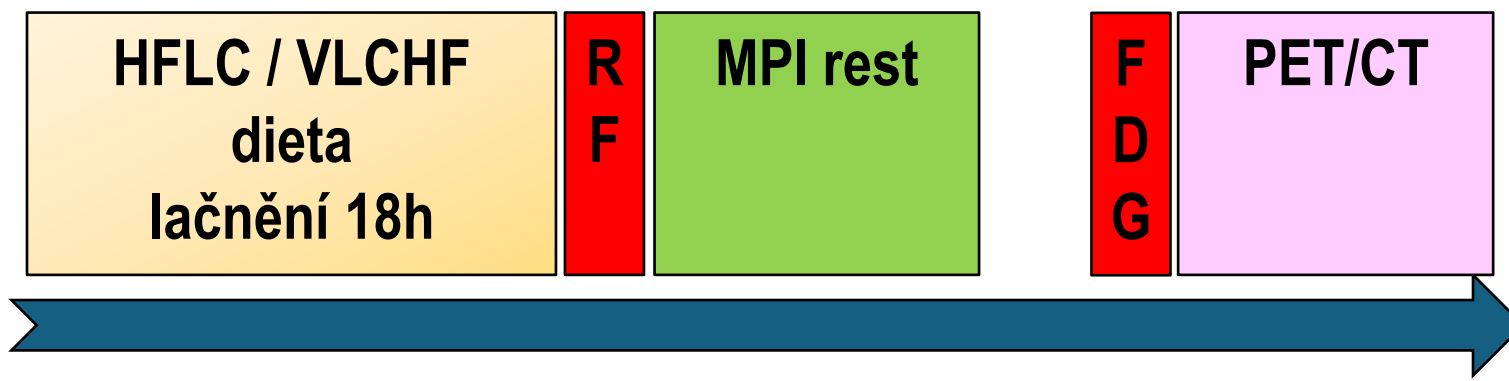 HFLC / VLCHF
dieta
lačnění 18h
R
F
MPI rest
F
D
G
PET/CT